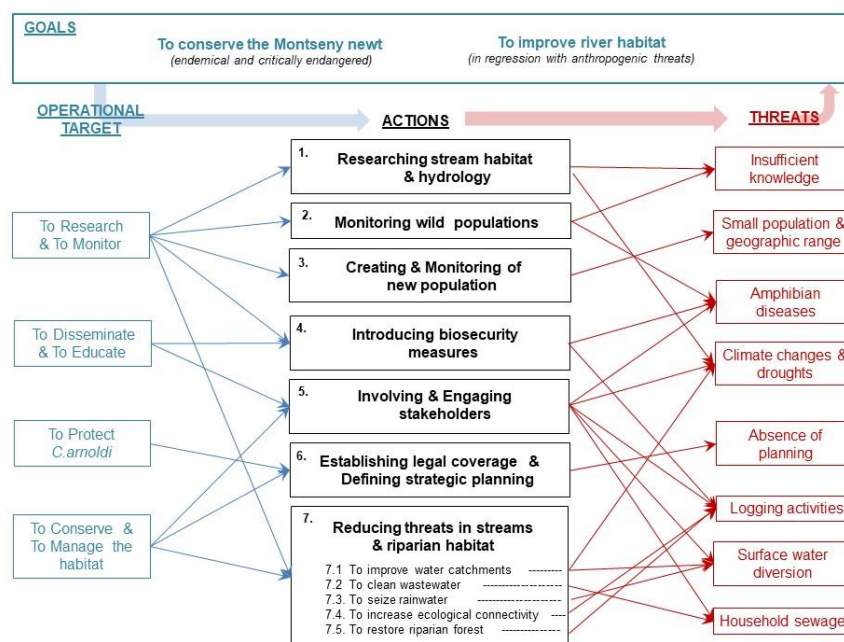 GOALS
To conserve the Montseny newt
(endemical and critically endangered)
To improve river habitat
(in regression with anthropogenic threats)
OPERATIONAL
TARGET
ACTIONS
THREATS
To Research
& To Monitor
To Disseminate
& To Educate
To Protect
C.arnoldi
To Conserve &
To Manage the
habitat
1.
Researching stream habitat
& hydrology
2.
Monitoring wild populations
3.
Creating & Monitoring of
new population
4.
Introducing biosecurity
measures
5.
Involving & Engaging
stakeholders
6.
Establishing legal coverage &
Defining strategic planning
7.
Reducing threats in streams
& riparian habitat
7.1 To improve water catchments ---------
7.2 To clean wastewater --------------------
7.3. To seize rainwater ----------------------
7.4. To increase ecological connectivity ----
7.5. To restore riparian forest ----------------
Insufficient
knowledge
Small population &
geographic range
Amphibian
diseases
Climate changes &
droughts
Absence of
planning
Logging activities
Surface water
diversion
Household sewage